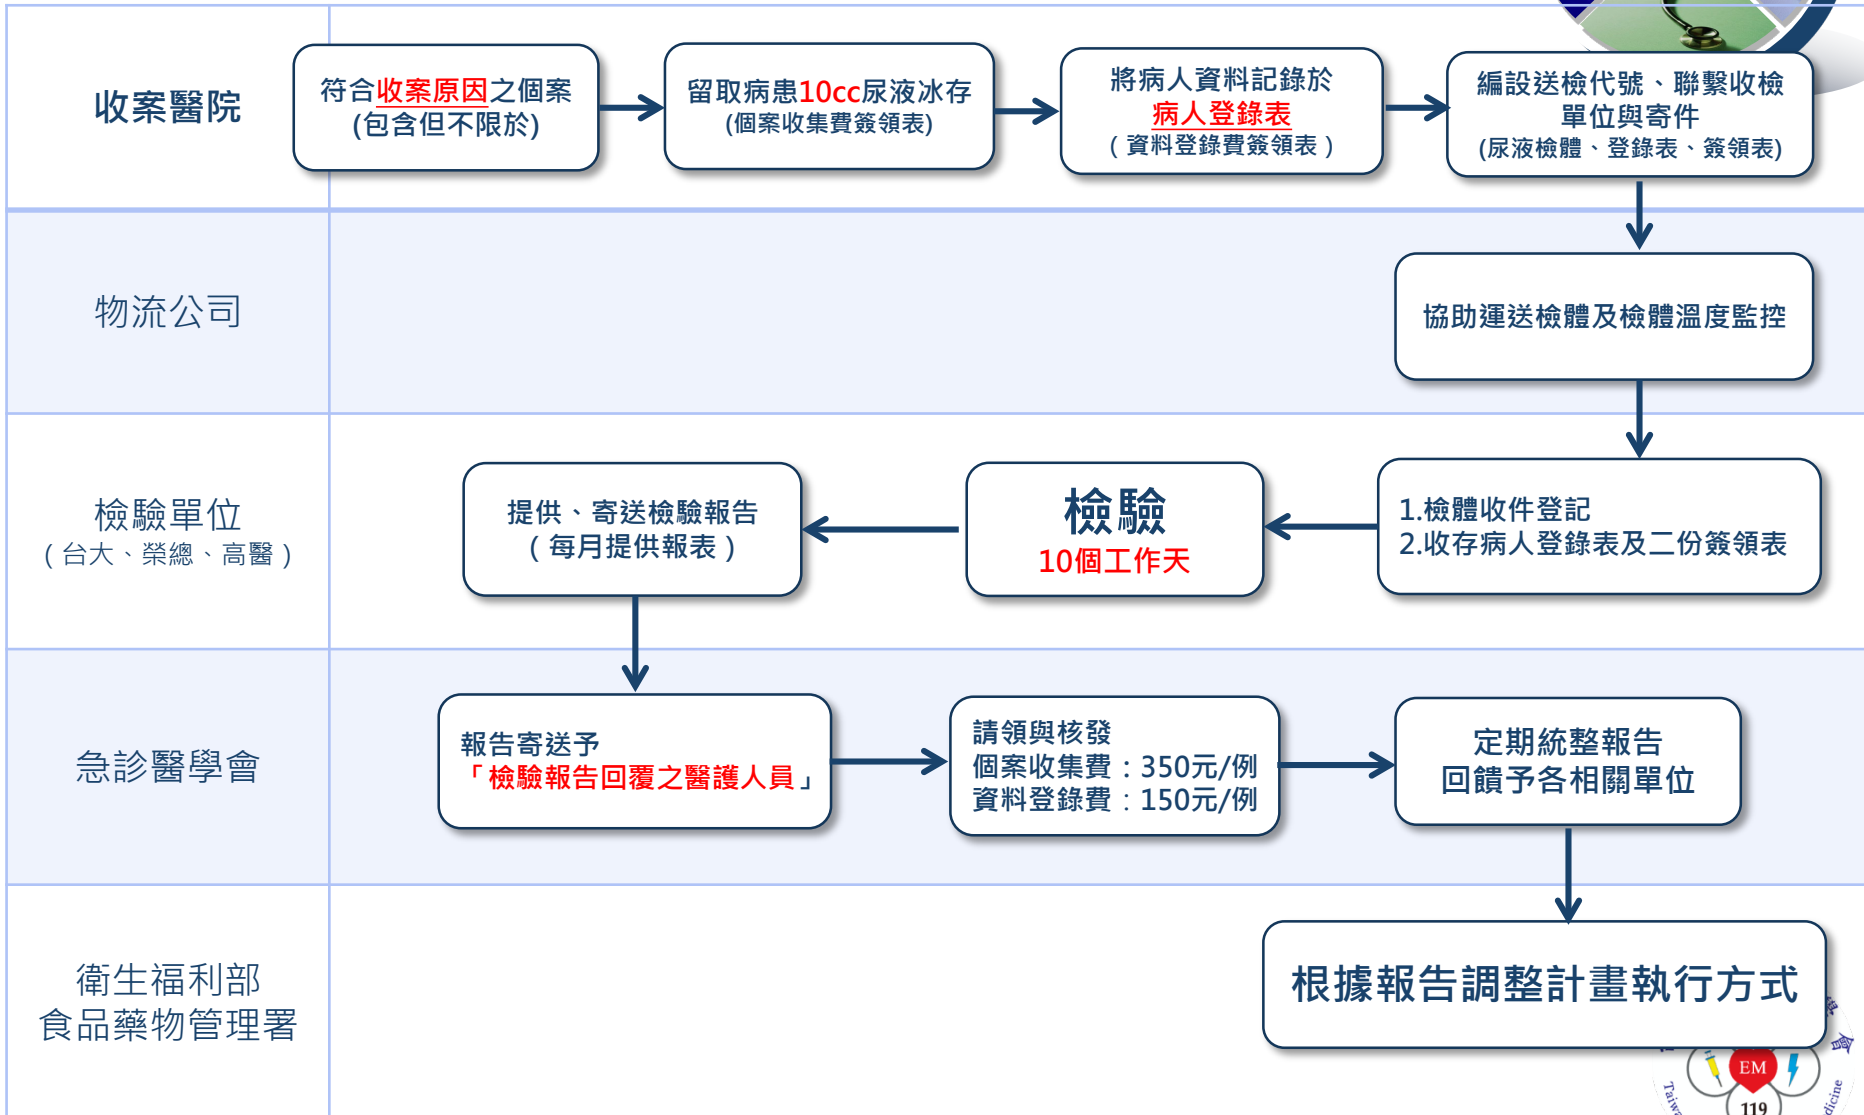 收案醫院
符合收案原因之個案
(包含但不限於)
留取病患10cc尿液冰存
(個案收集費簽領表)
將病人資料記錄於
病人登錄表
(資料登錄費簽領表)
編設送檢代號、聯繫收檢
單位與寄件
(尿液檢體、登錄表、簽領表)
物流公司
協助運送檢體及檢體溫度監控
檢驗單位
(台大、榮總、高醫)
提供、寄送檢驗報告
(每月提供報表)
檢驗
10個工作天
1.檢體收件登記
2.收存病人登錄表及二份簽領表
急診醫學會
報告寄送予
「檢驗報告回覆之醫護人員」
請領與核發
個案收集費:350元/例
資料登錄費:150元/例
定期統整報告
回饋予各相關單位
衛生福利部
食品藥物管理署
根據報告調整計畫執行方式
學會
EM
119